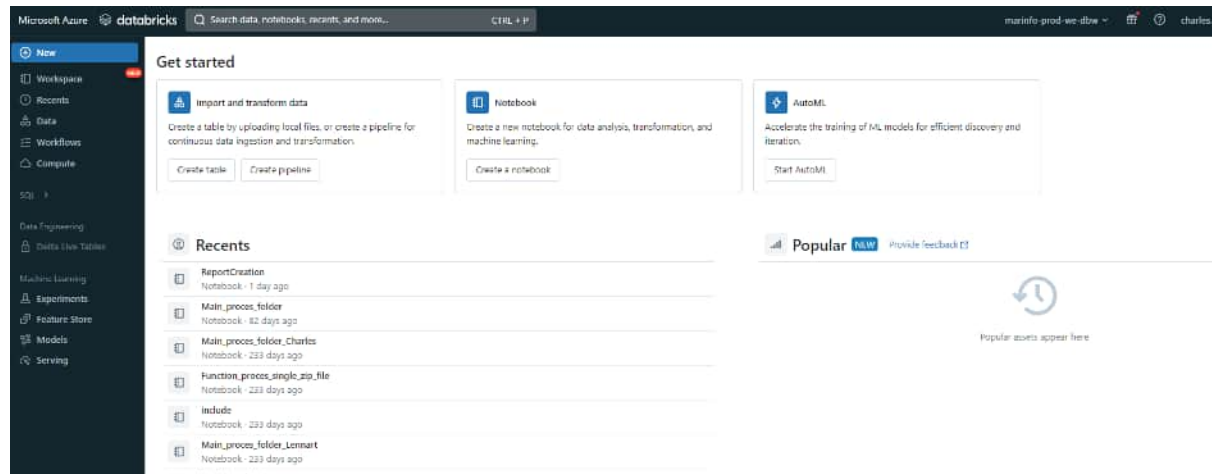 Microsoft Azure databricks Search data, notebooks, recents, and more... CTRL + P marinfo-prod-we-dbw charles
New
Workspace
Recents
Data
Workflows
Compute
SQL
Data Engineering
Delta Live Tables
Machine Learning
Experiments
Feature Store
Models
Serving
Get started
Import and transform data
Create a table by uploading local files, or create a pipeline for
continuous data ingestion and transformation.
Create table Create pipeline
Notebook
Create a new notebook for data analysis, transformation, and
machine learning.
Create a notebook
AutoML
Accelerate the training of ML models for efficient discovery and
iteration.
Start AutoML
Recents
ReportCreation
Notebook · 1 day ago
Main_proces_folder
Notebook · 82 days ago
Main_proces_folder_Charles
Notebook · 233 days ago
Function_proces_single_zip_file
Notebook · 233 days ago
include
Notebook · 233 days ago
Main_proces_folder_Lennart
Notebook · 233 days ago
Popular NEW Provide feedback
Popular assets appear here